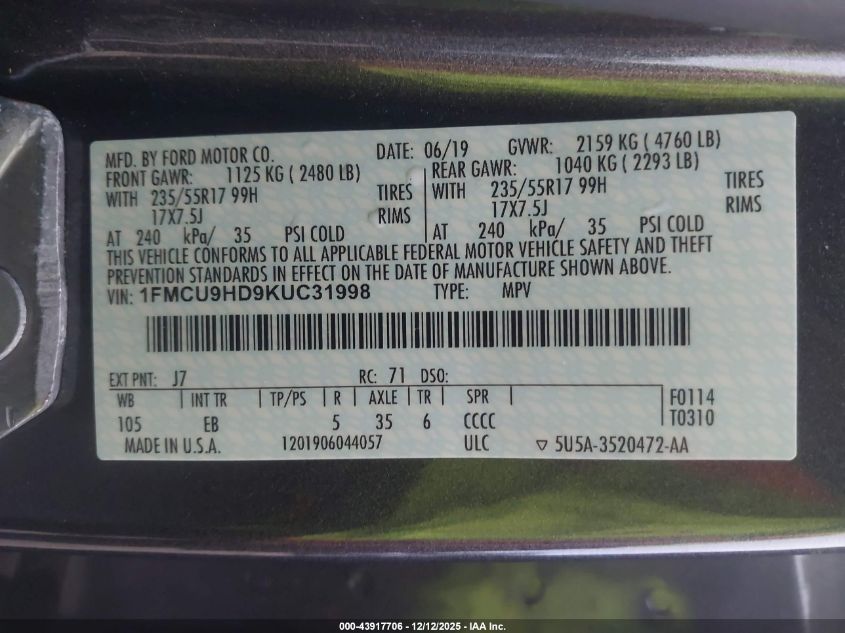 MFD. BY FORD MOTOR CO. DATE: 06/19 GVWR: 2159 KG ( 4760 LB)
FRONT GAWR: 1125 KG ( 2480 LB) REAR GAWR: 1040 KG ( 2293 LB)
WITH 235/55R17 99H TIRES WITH 235/55R17 99H TIRES
17X7.5J RIMS 17X7.5J RIMS
AT 240 kPa/ 35 PSI COLD AT 240 kPa/ 35 PSI COLD
THIS VEHICLE CONFORMS TO ALL APPLICABLE FEDERAL MOTOR VEHICLE SAFETY AND THEFT
PREVENTION STANDARDS IN EFFECT ON THE DATE OF MANUFACTURE SHOWN ABOVE.
VIN: 1FMCU9HD9KUC31998 TYPE: MPV
EXT PNT: J7 RC: 71 DSO:
WB INT TR TP/PS R AXLE TR SPR F0114
105 EB 5 35 6 CCCC T0310
MADE IN U.S.A. 1201906044057 ULC ▽ 5U5A-3520472-AA
000-43917706 - 12/12/2025 - IAA Inc.